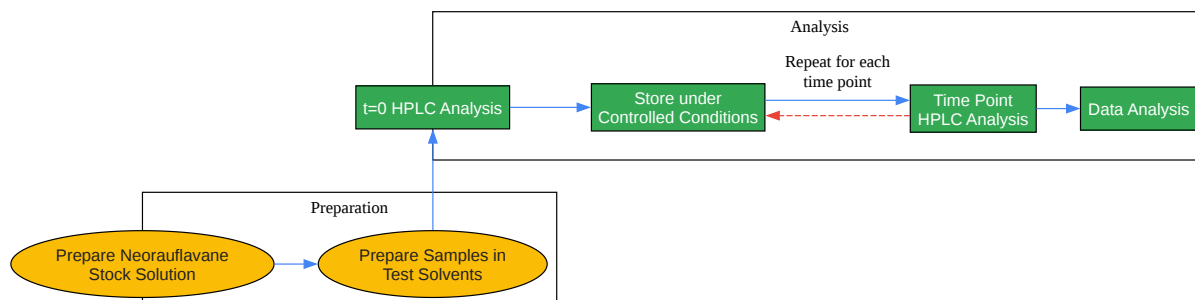 Analysis
Repeat for each
time point
t=0 HPLC Analysis
Store under
Controlled Conditions
Time Point
HPLC Analysis
Data Analysis
Preparation
Prepare Neorauflavane
Stock Solution
Prepare Samples in
Test Solvents